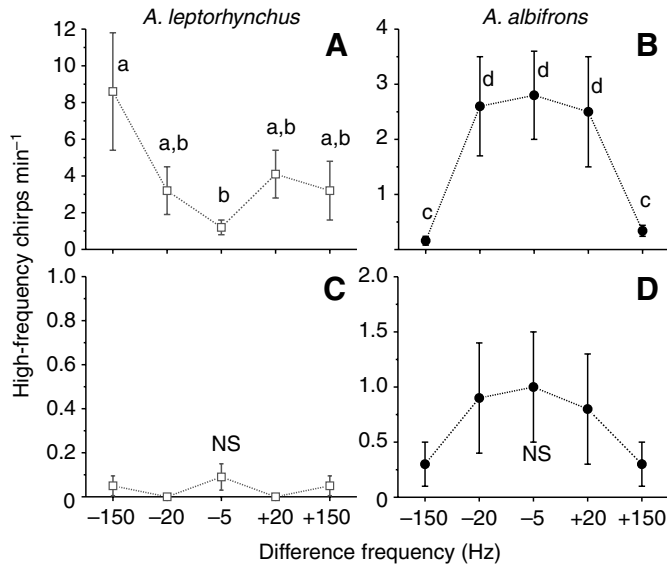 A. leptorhynchus
A. albifrons
A
B
12
10
8
6
4
2
0
a
a,b
b
a,b
a,b
4
3
2
1
0
c
d
d
d
c
High-frequency chirps min–1
C
D
1.0
0.8
0.6
0.4
0.2
0
NS
2.0
1.5
1.0
0.5
0
NS
–150 –20 –5 +20 +150
–150 –20 –5 +20 +150
Difference frequency (Hz)